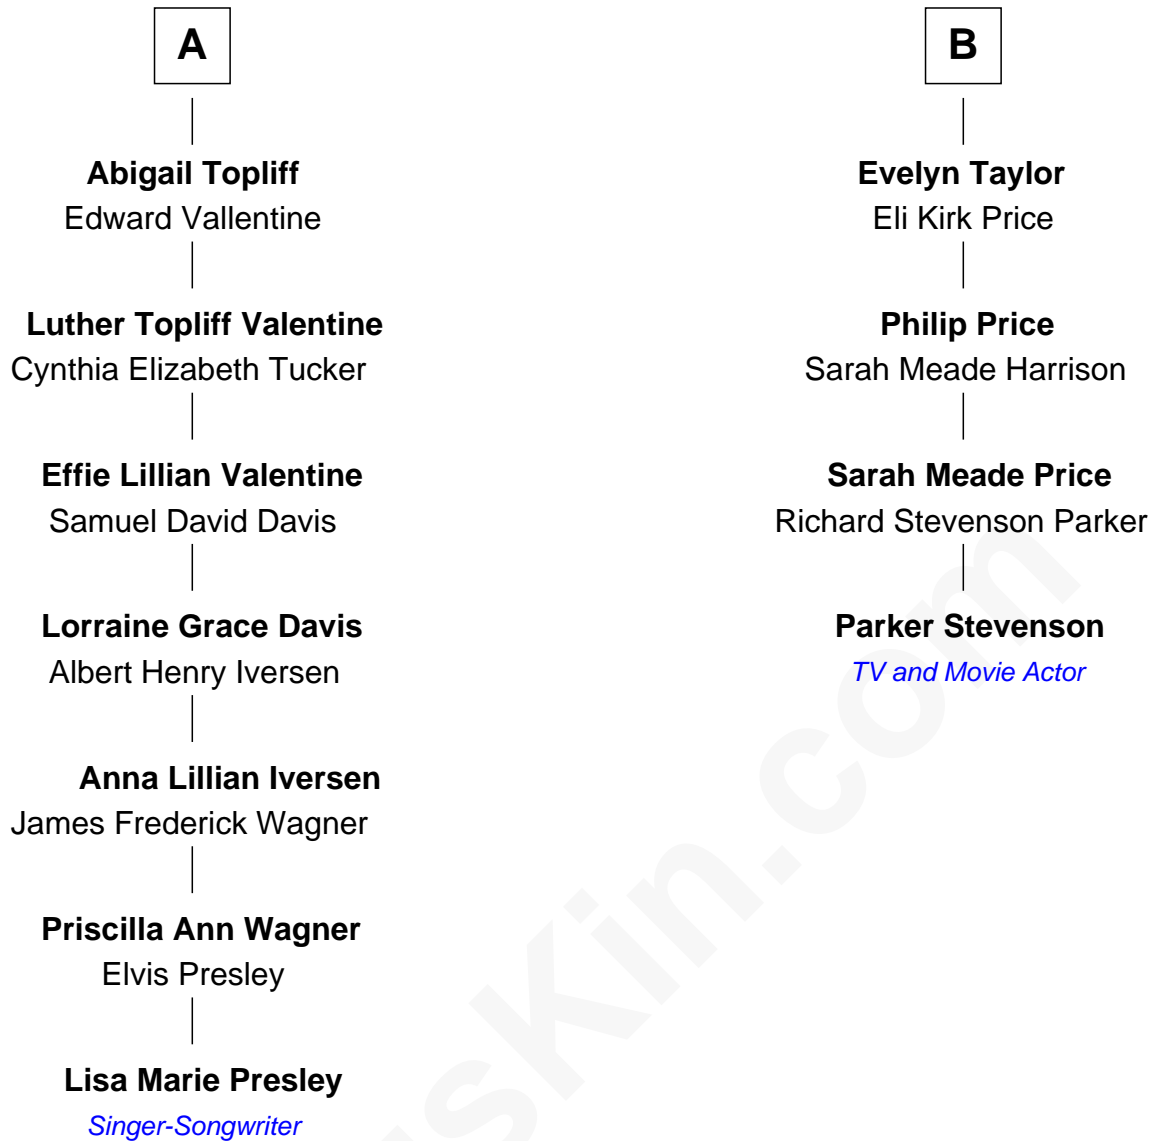 A
Abigail Topliff
Edward Vallentine
Luther Topliff Valentine
Cynthia Elizabeth Tucker
Effie Lillian Valentine
Samuel David Davis
Lorraine Grace Davis
Albert Henry Iversen
Anna Lillian Iversen
James Frederick Wagner
Priscilla Ann Wagner
Elvis Presley
Lisa Marie Presley
Singer-Songwriter
B
Evelyn Taylor
Eli Kirk Price
Philip Price
Sarah Meade Harrison
Sarah Meade Price
Richard Stevenson Parker
Parker Stevenson
TV and Movie Actor
usKin.com